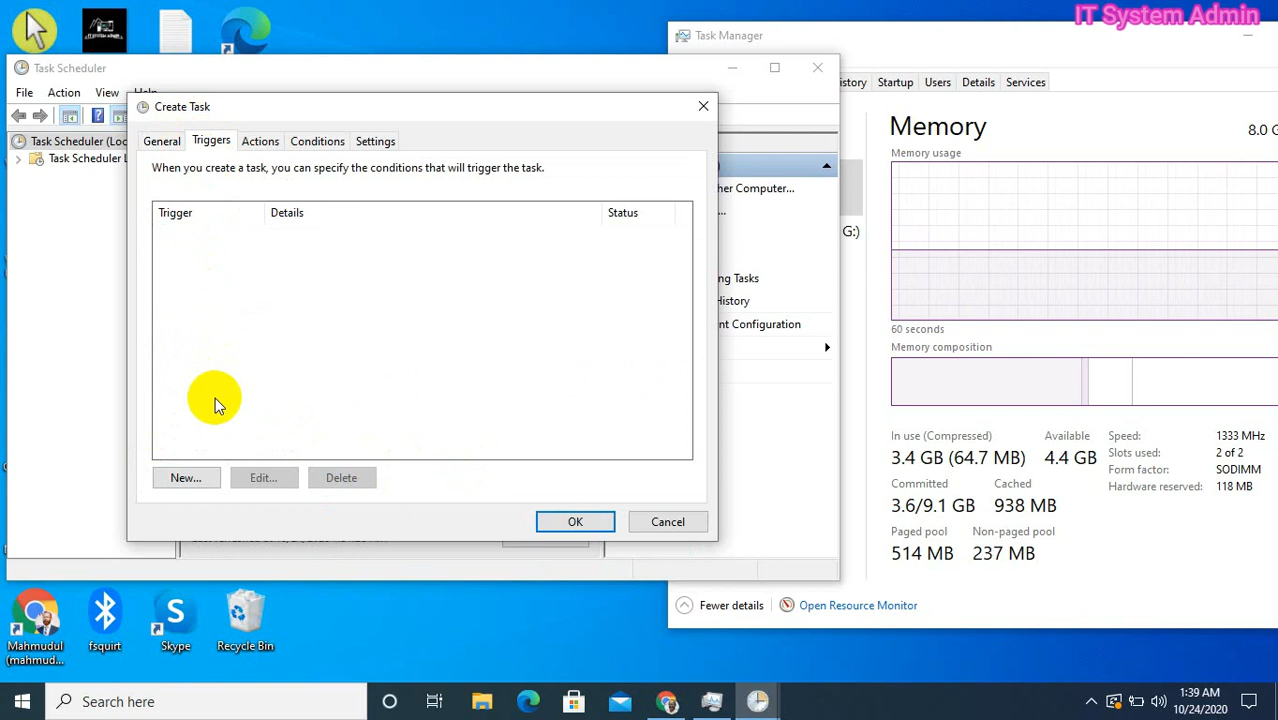 IT System Admin
Task Manager
Task Scheduler
File Action View Help
Create Task
History Startup Users Details Services
General Triggers Actions Conditions Settings
Task Scheduler (Loc
Task Scheduler L
When you create a task, you can specify the conditions that will trigger the task.
Trigger Details Status
New... Edit... Delete
OK Cancel
her Computer...
...
ng Tasks
History
nt Configuration
G:)
Memory
8.0 G
Memory usage
60 seconds
Memory composition
In use (Compressed) Available
3.4 GB (64.7 MB) 4.4 GB
Committed Cached
3.6/9.1 GB 938 MB
Paged pool Non-paged pool
514 MB 237 MB
Speed: 1333 MHz
Slots used: 2 of 2
Form factor: SODIMM
Hardware reserved: 118 MB
Fewer details Open Resource Monitor
Mahmudul
(mahmud...
fsquirt
Skype
Recycle Bin
Search here
1:39 AM
10/24/2020